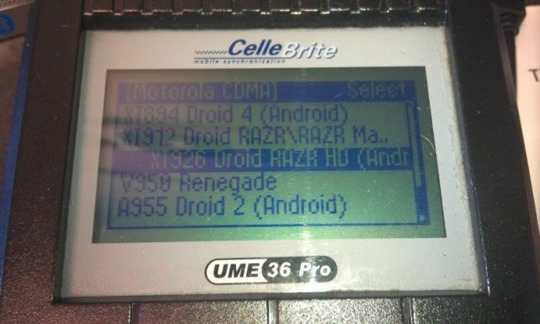 CelleBrite
mobile synchronization
(Motorola CDMA) Select
XT894 Droid 4 (Android)
XT912 Droid RAZR\RAZR Ma..
XT926 Droid RAZR HD (Andr
V950 Renegade
A955 Droid 2 (Android)
UME 36 Pro
T